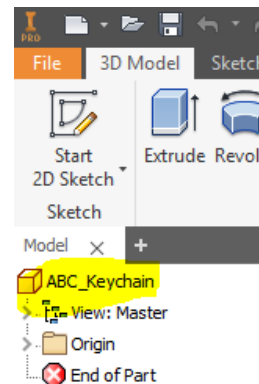 PRO
File 3D Model Sketch
Start
2D Sketch
Extrude Revol
Sketch
Model × +
ABC_Keychain
View: Master
Origin
End of Part